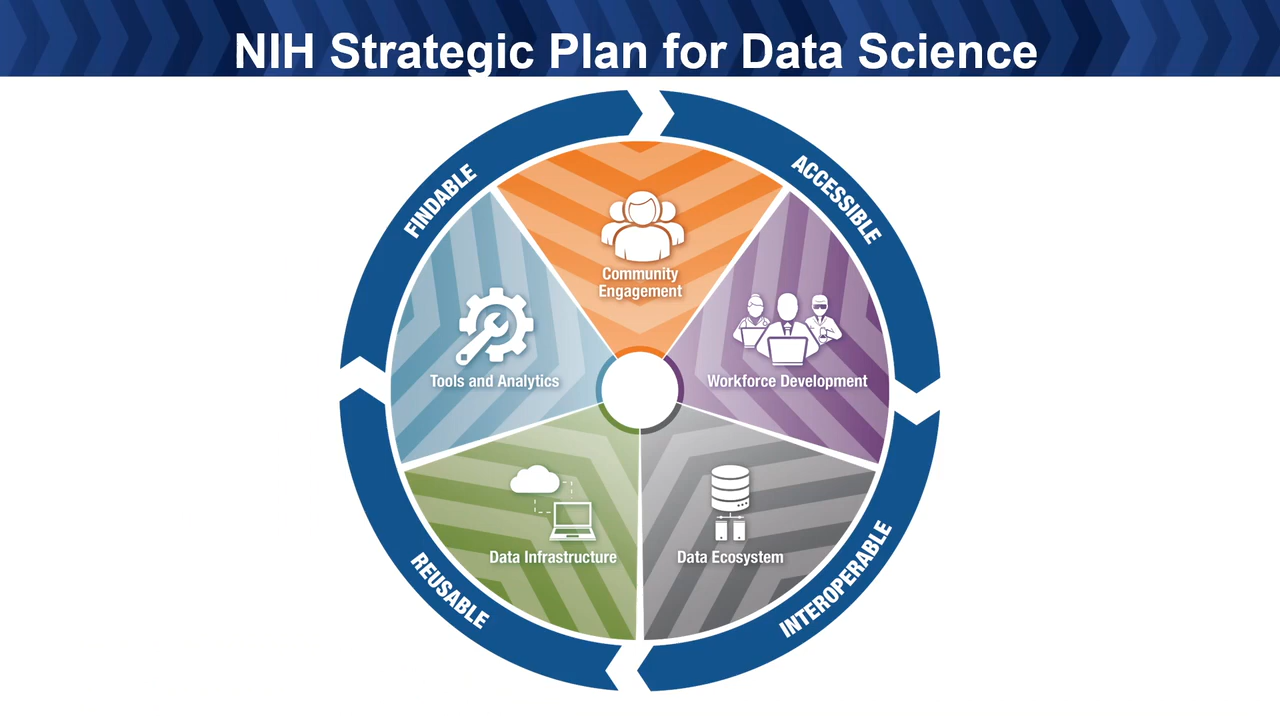 NIH Strategic Plan for Data Science
FINDABLE
ACCESSIBLE
Community
Engagement
Tools and Analytics
Workforce Development
Data Infrastructure
Data Ecosystem
REUSABLE
INTEROPERABLE